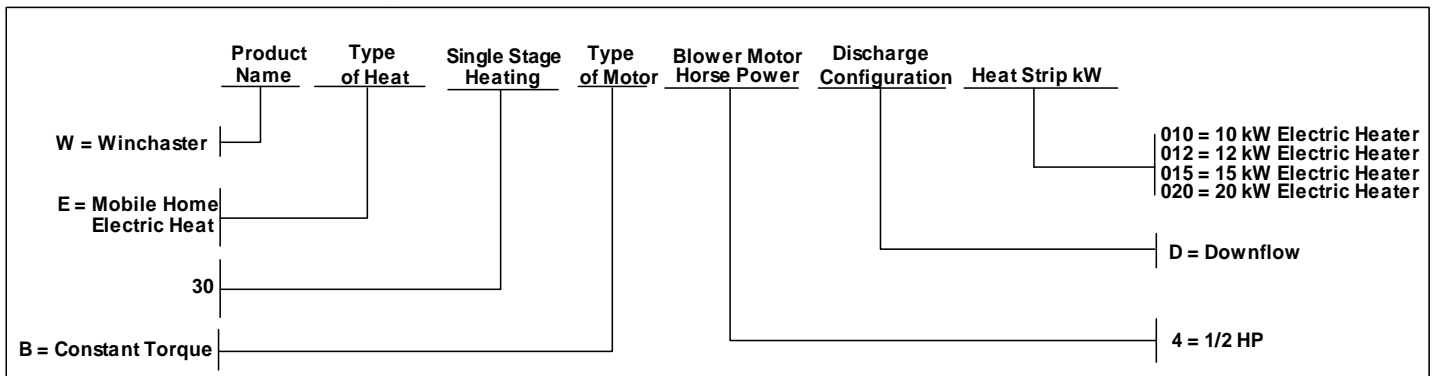 Product Name
Type of Heat
Single Stage Heating
Type of Motor
Blower Motor Horse Power
Discharge Configuration
Heat Strip kW
W = Winchaster
E = Mobile Home
Electric Heat
30
B = Constant Torque
010 = 10 kW Electric Heater
012 = 12 kW Electric Heater
015 = 15 kW Electric Heater
020 = 20 kW Electric Heater
D = Downflow
4 = 1/2 HP